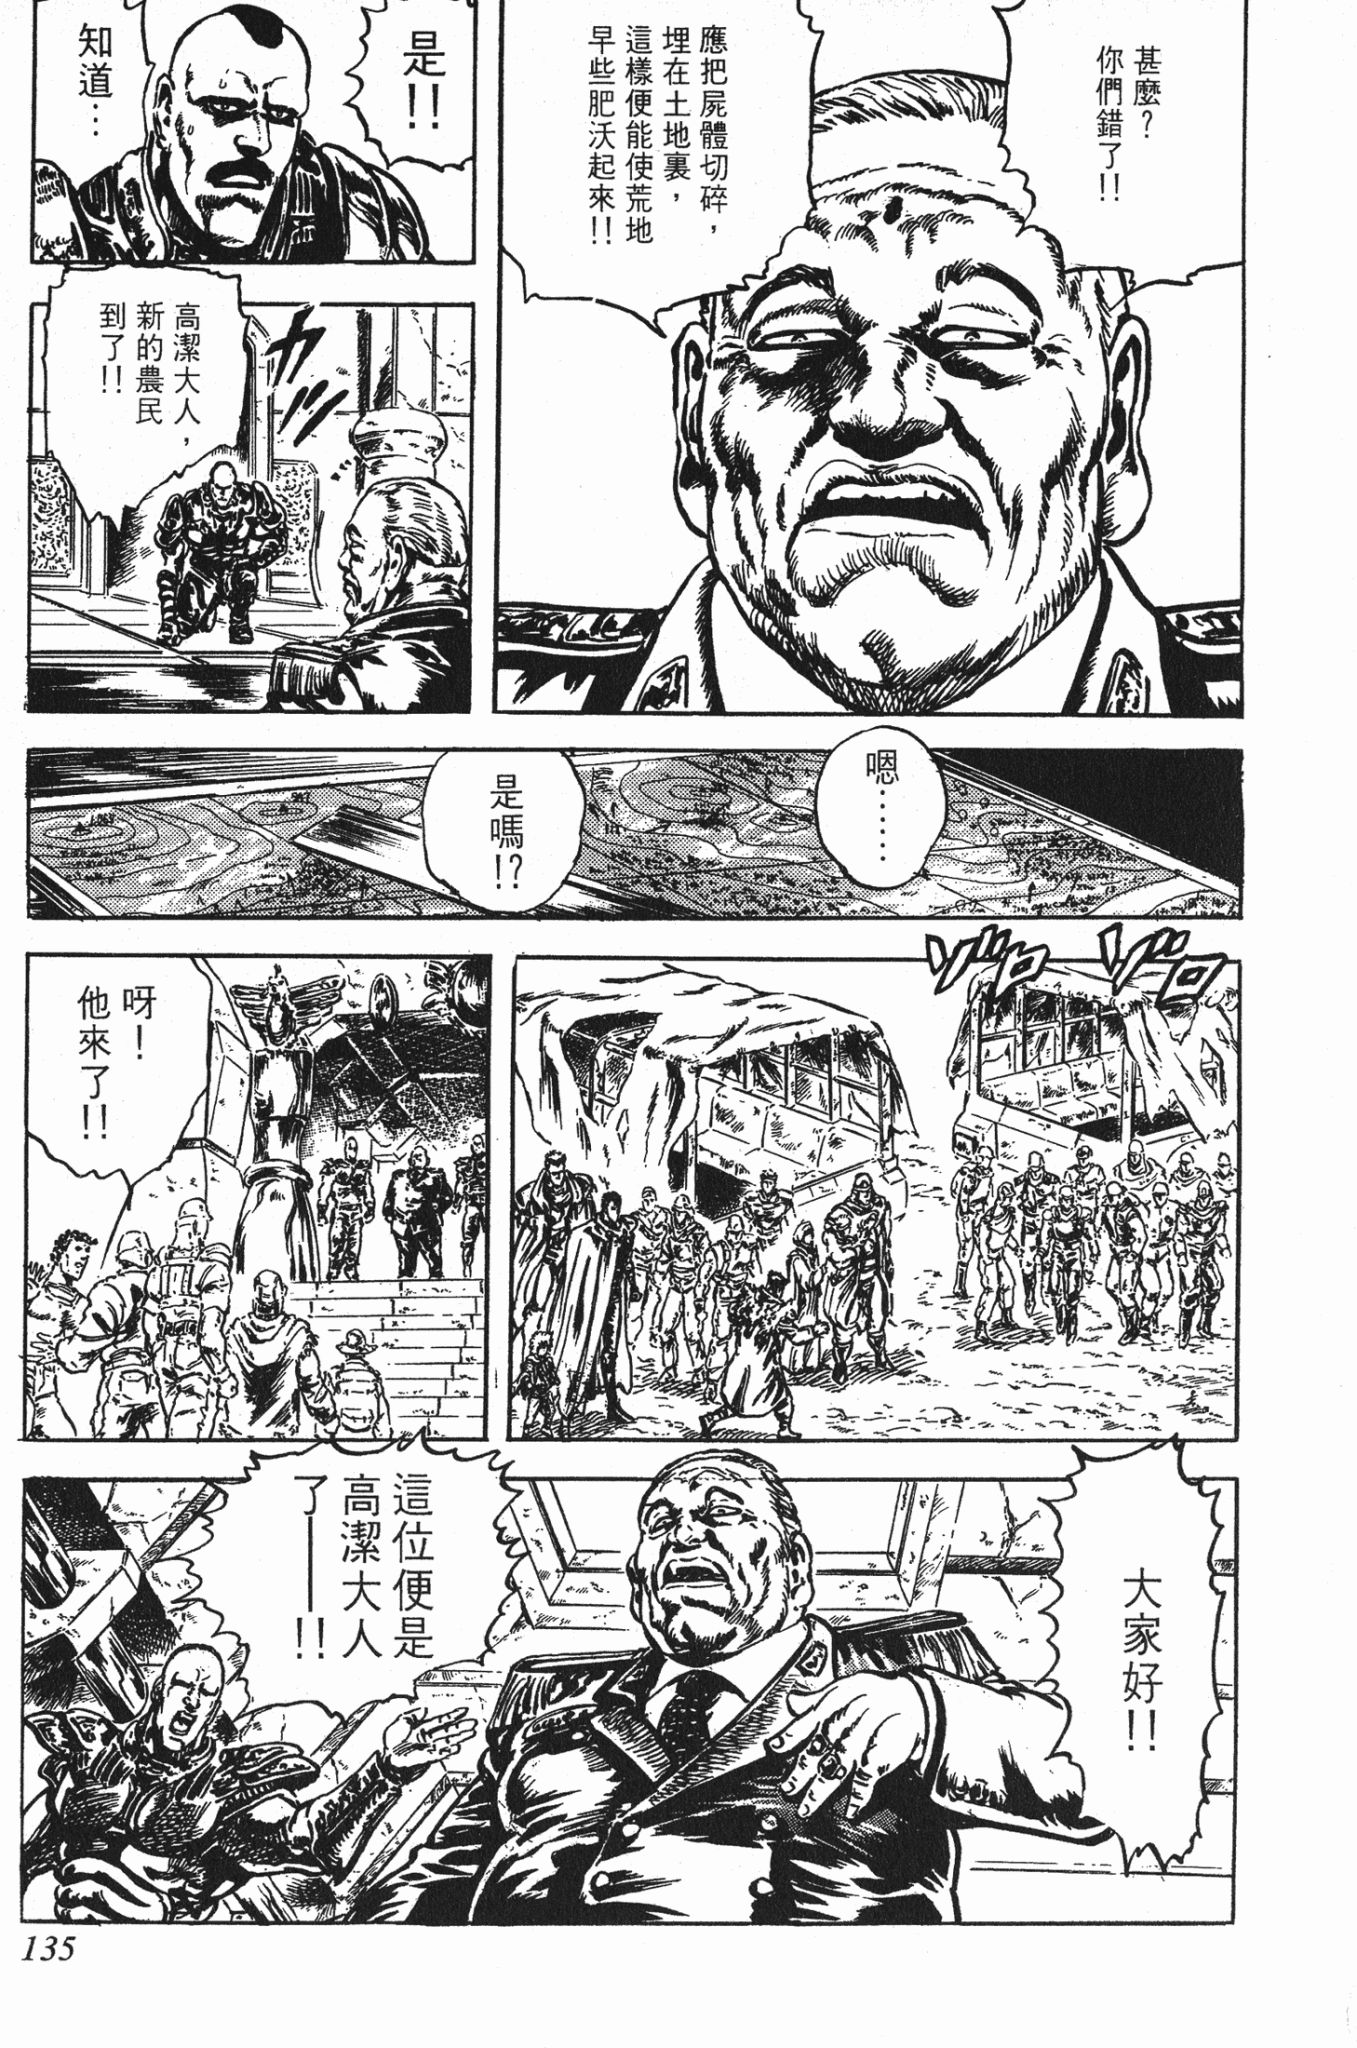 甚麼？
你們錯了!!
應把屍體切碎，
埋在土地裏，
這樣便能使荒地
早些肥沃起來!!
是!!
知道…
高潔大人，
新的農民
到了!!
ガッ
嗯……
是嗎!?
ゾロ
ゾロ
呀！
他來了!!
大家好!!
這位便是
高潔大人
了──!!
135